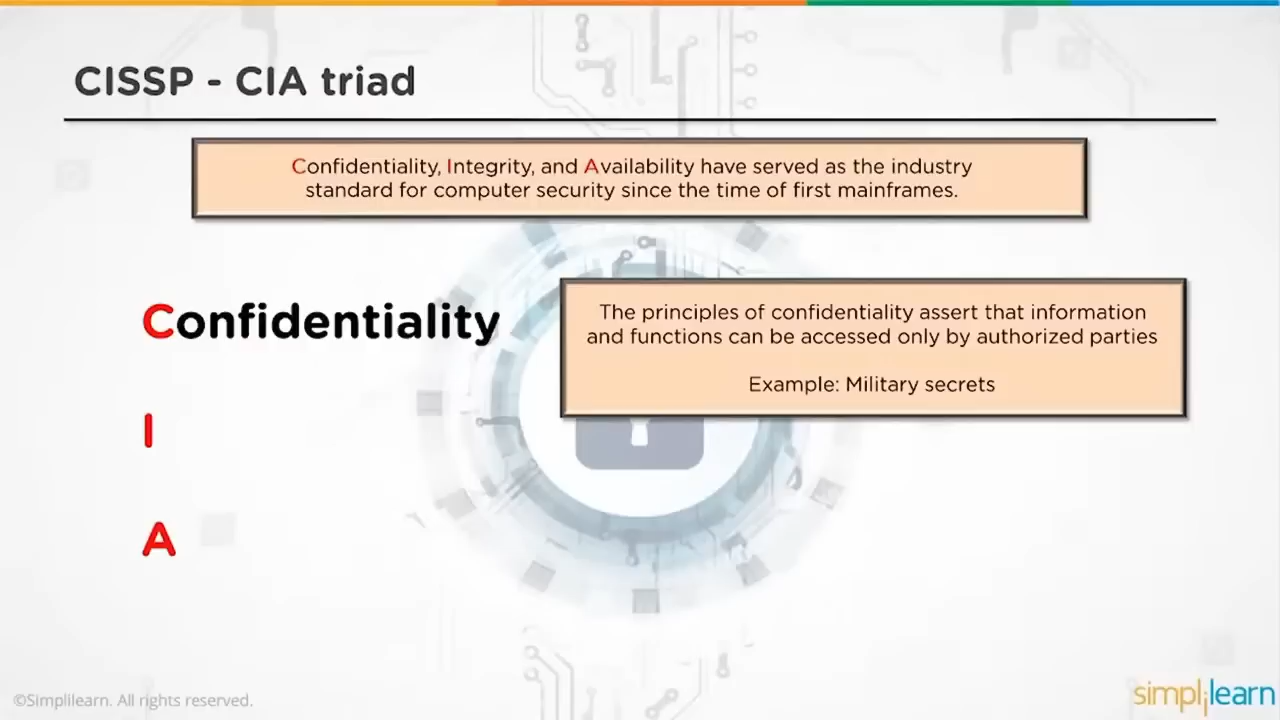 CISSP - CIA triad
Confidentiality, Integrity, and Availability have served as the industry
standard for computer security since the time of first mainframes.
Confidentiality
The principles of confidentiality assert that information
and functions can be accessed only by authorized parties
Example: Military secrets
I
A
©Simplilearn. All rights reserved.
simplilearn